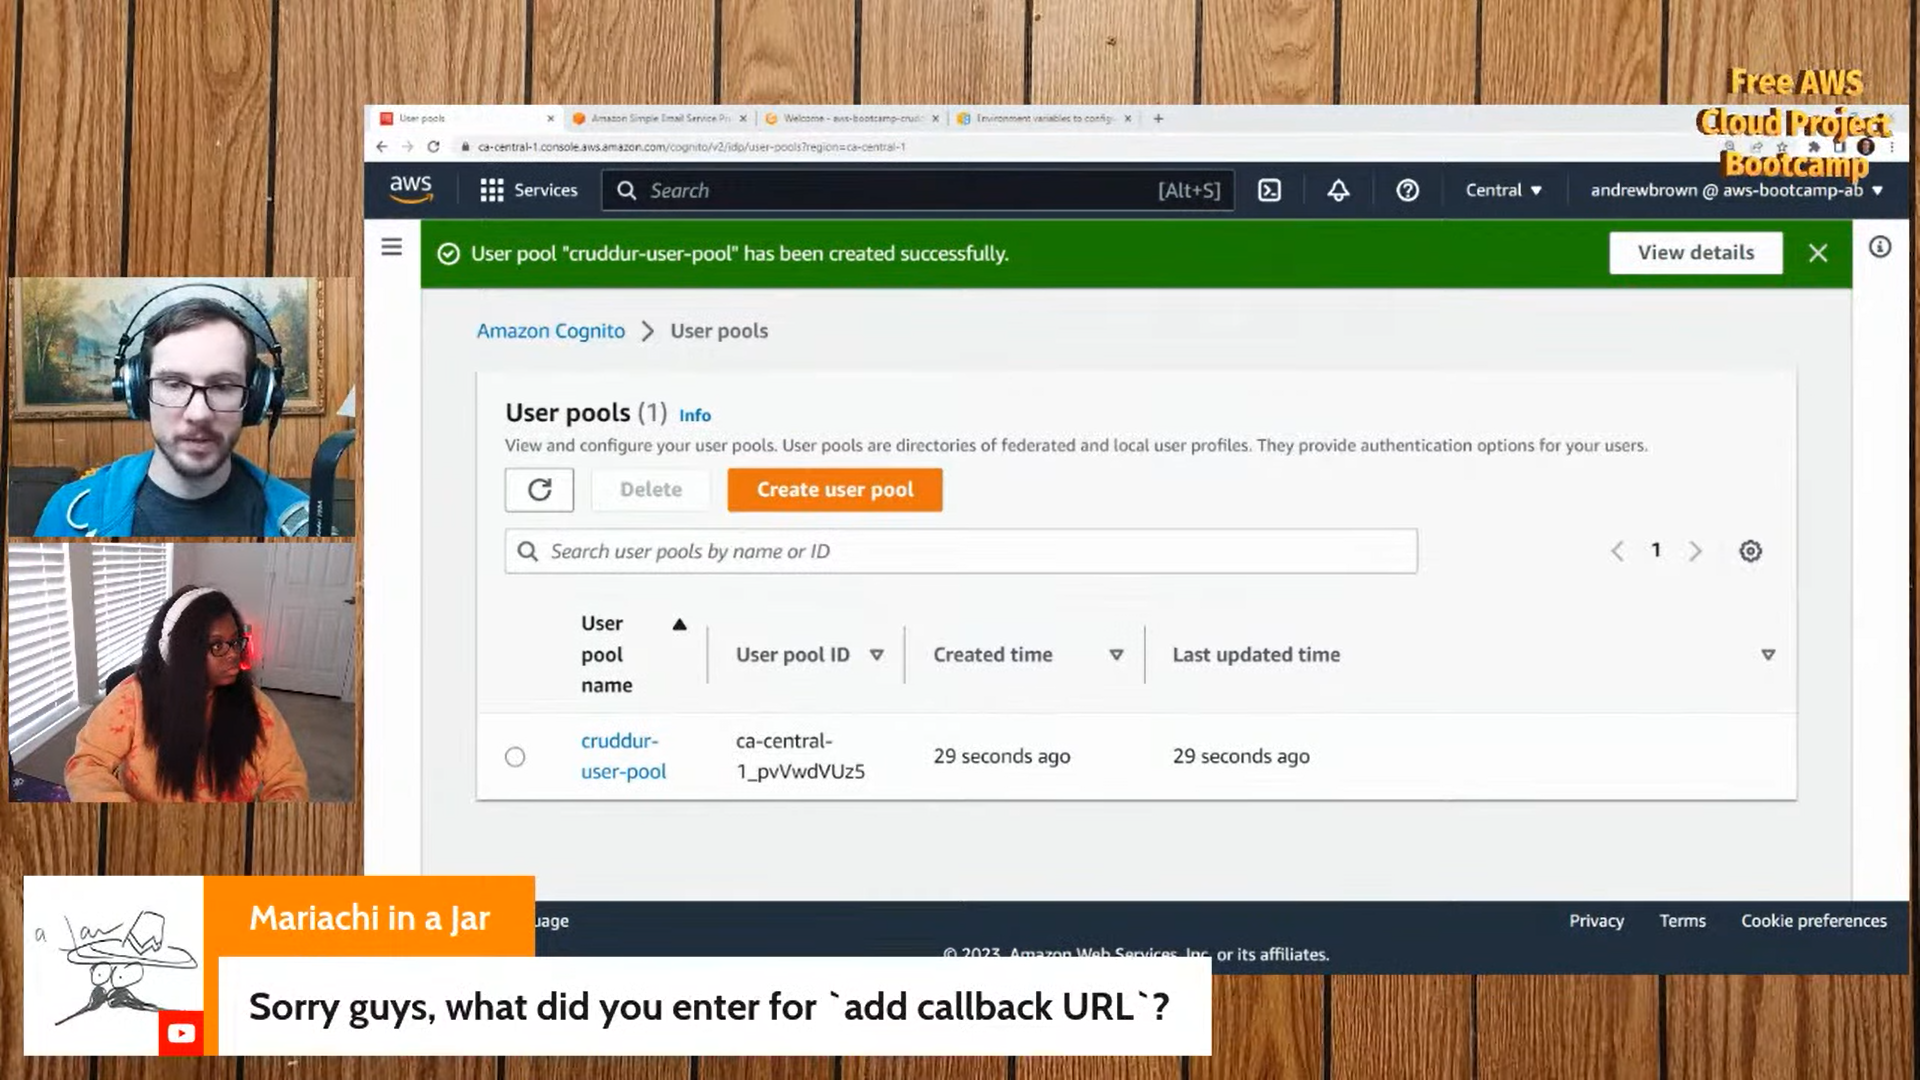 Free AWS
Cloud Project
Bootcamp
User pools
Amazon Simple Email Service Pr
Welcome - aws-bootcamp-crud
Environment variables to config
ca-central-1.console.aws.amazon.com/cognito/v2/idp/user-pools?region=ca-central-1
aws
Services
Search
[Alt+S]
Central
andrewbrown @ aws-bootcamp-ab
User pool "cruddur-user-pool" has been created successfully.
View details
Amazon Cognito > User pools
User pools (1) Info
View and configure your user pools. User pools are directories of federated and local user profiles. They provide authentication options for your users.
Delete
Create user pool
Search user pools by name or ID
1
User
pool
name
User pool ID
Created time
Last updated time
cruddur-
user-pool
ca-central-
1_pvVwdVUz5
29 seconds ago
29 seconds ago
uage
Privacy
Terms
Cookie preferences
© 2023, Amazon Web Services, Inc. or its affiliates.
a Jar
Mariachi in a Jar
Sorry guys, what did you enter for `add callback URL`?